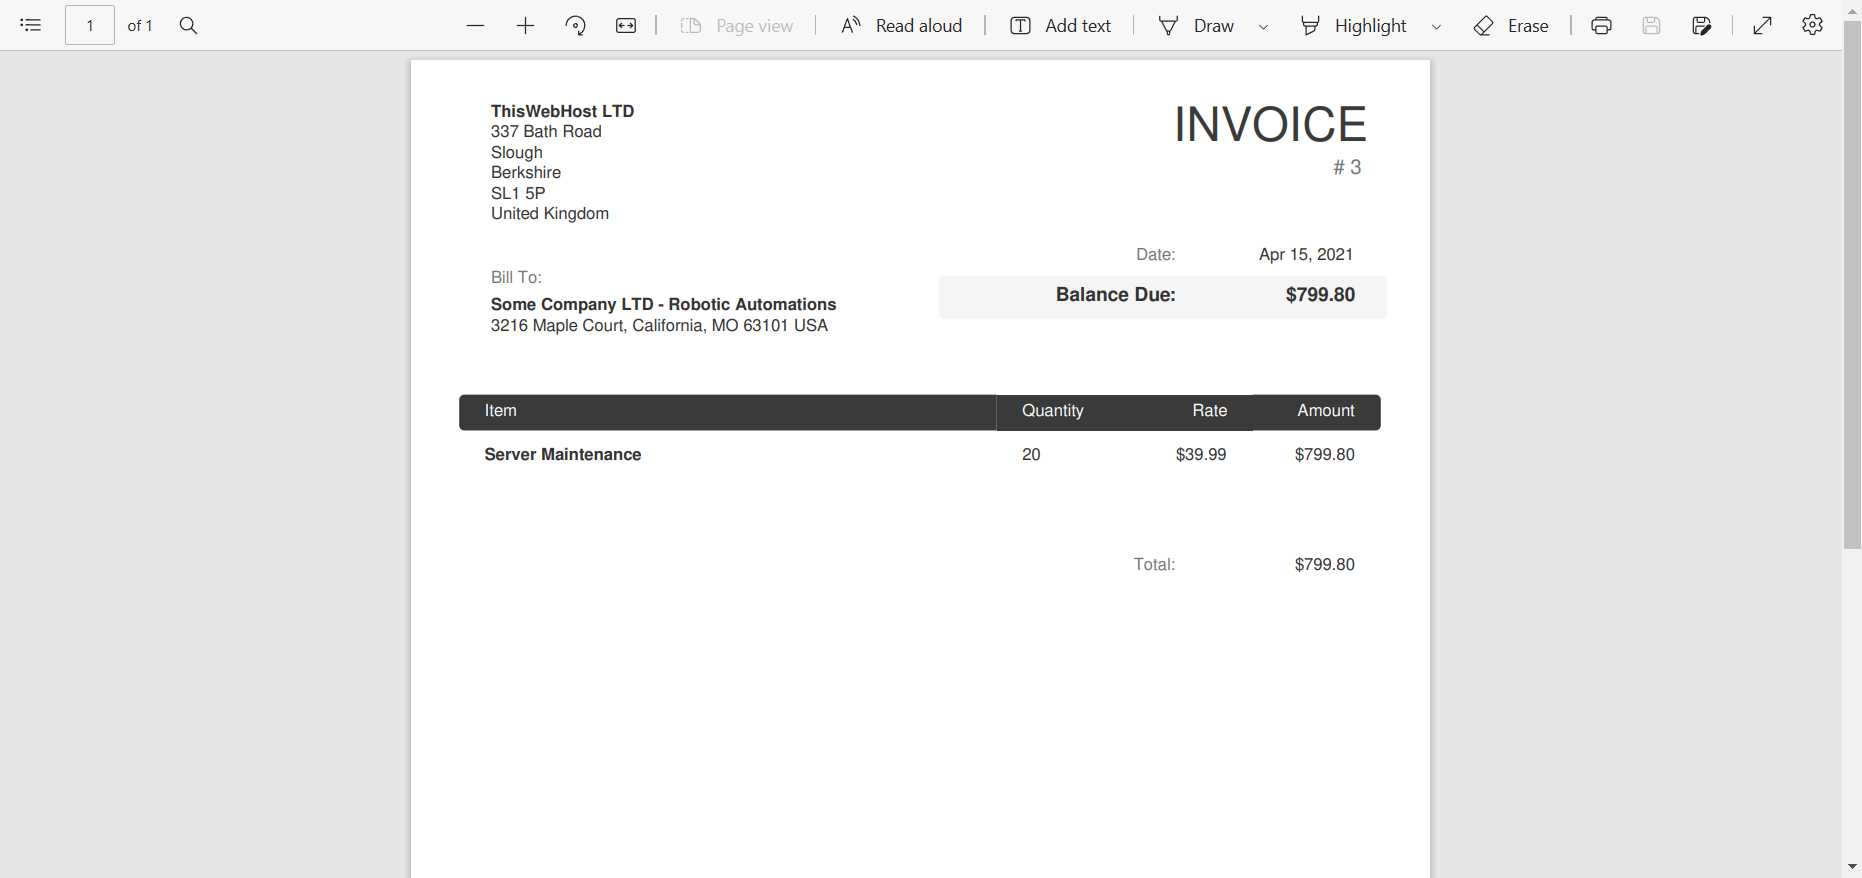 1 of 1 Page view Read aloud Add text Draw Highlight Erase
ThisWebHost LTD
337 Bath Road
Slough
Berkshire
SL1 5P
United Kingdom
INVOICE
# 3
Date: Apr 15, 2021
Balance Due: $799.80
Bill To:
Some Company LTD - Robotic Automations
3216 Maple Court, California, MO 63101 USA
Item Quantity Rate Amount
Server Maintenance 20 $39.99 $799.80
Total: $799.80